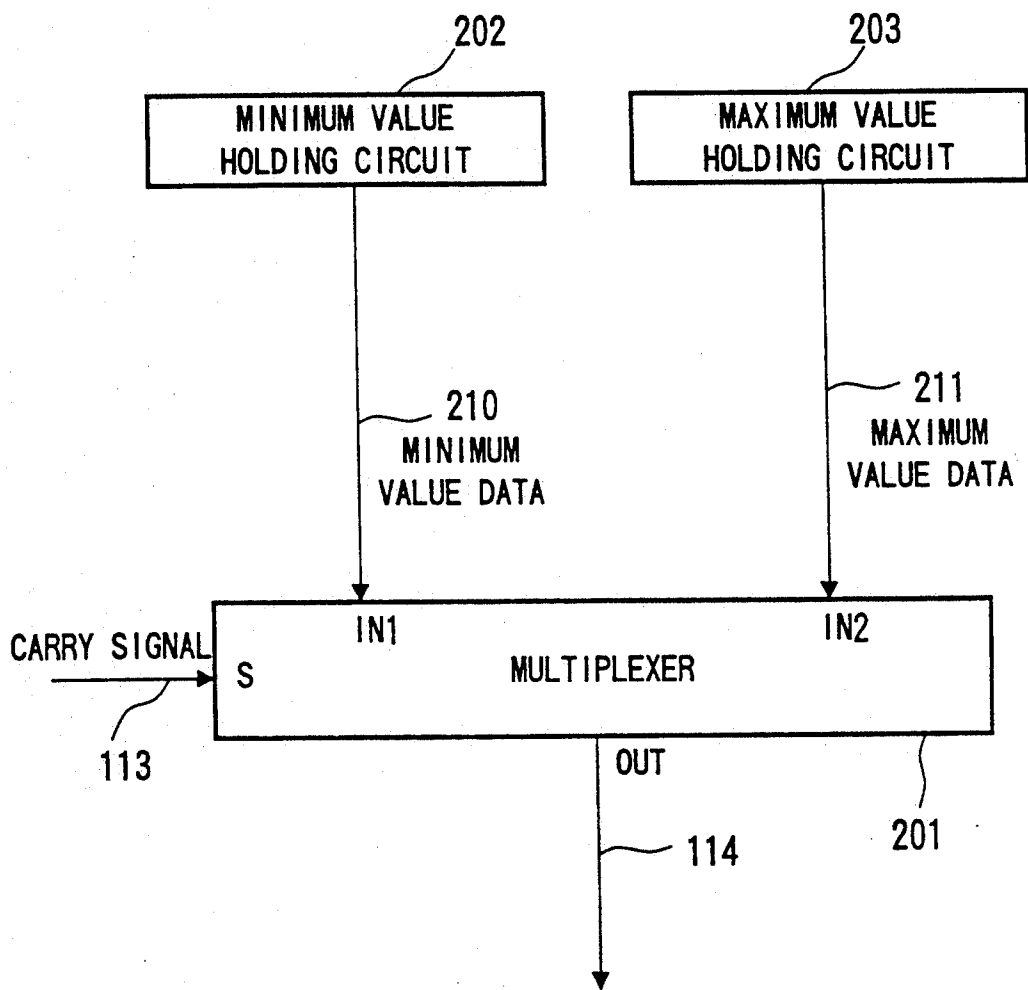 202
203
MINIMUM VALUE
HOLDING CIRCUIT
MAXIMUM VALUE
HOLDING CIRCUIT
210
MINIMUM
VALUE DATA
211
MAXIMUM
VALUE DATA
IN1
IN2
CARRY SIGNAL
S
MULTIPLEXER
113
OUT
201
114